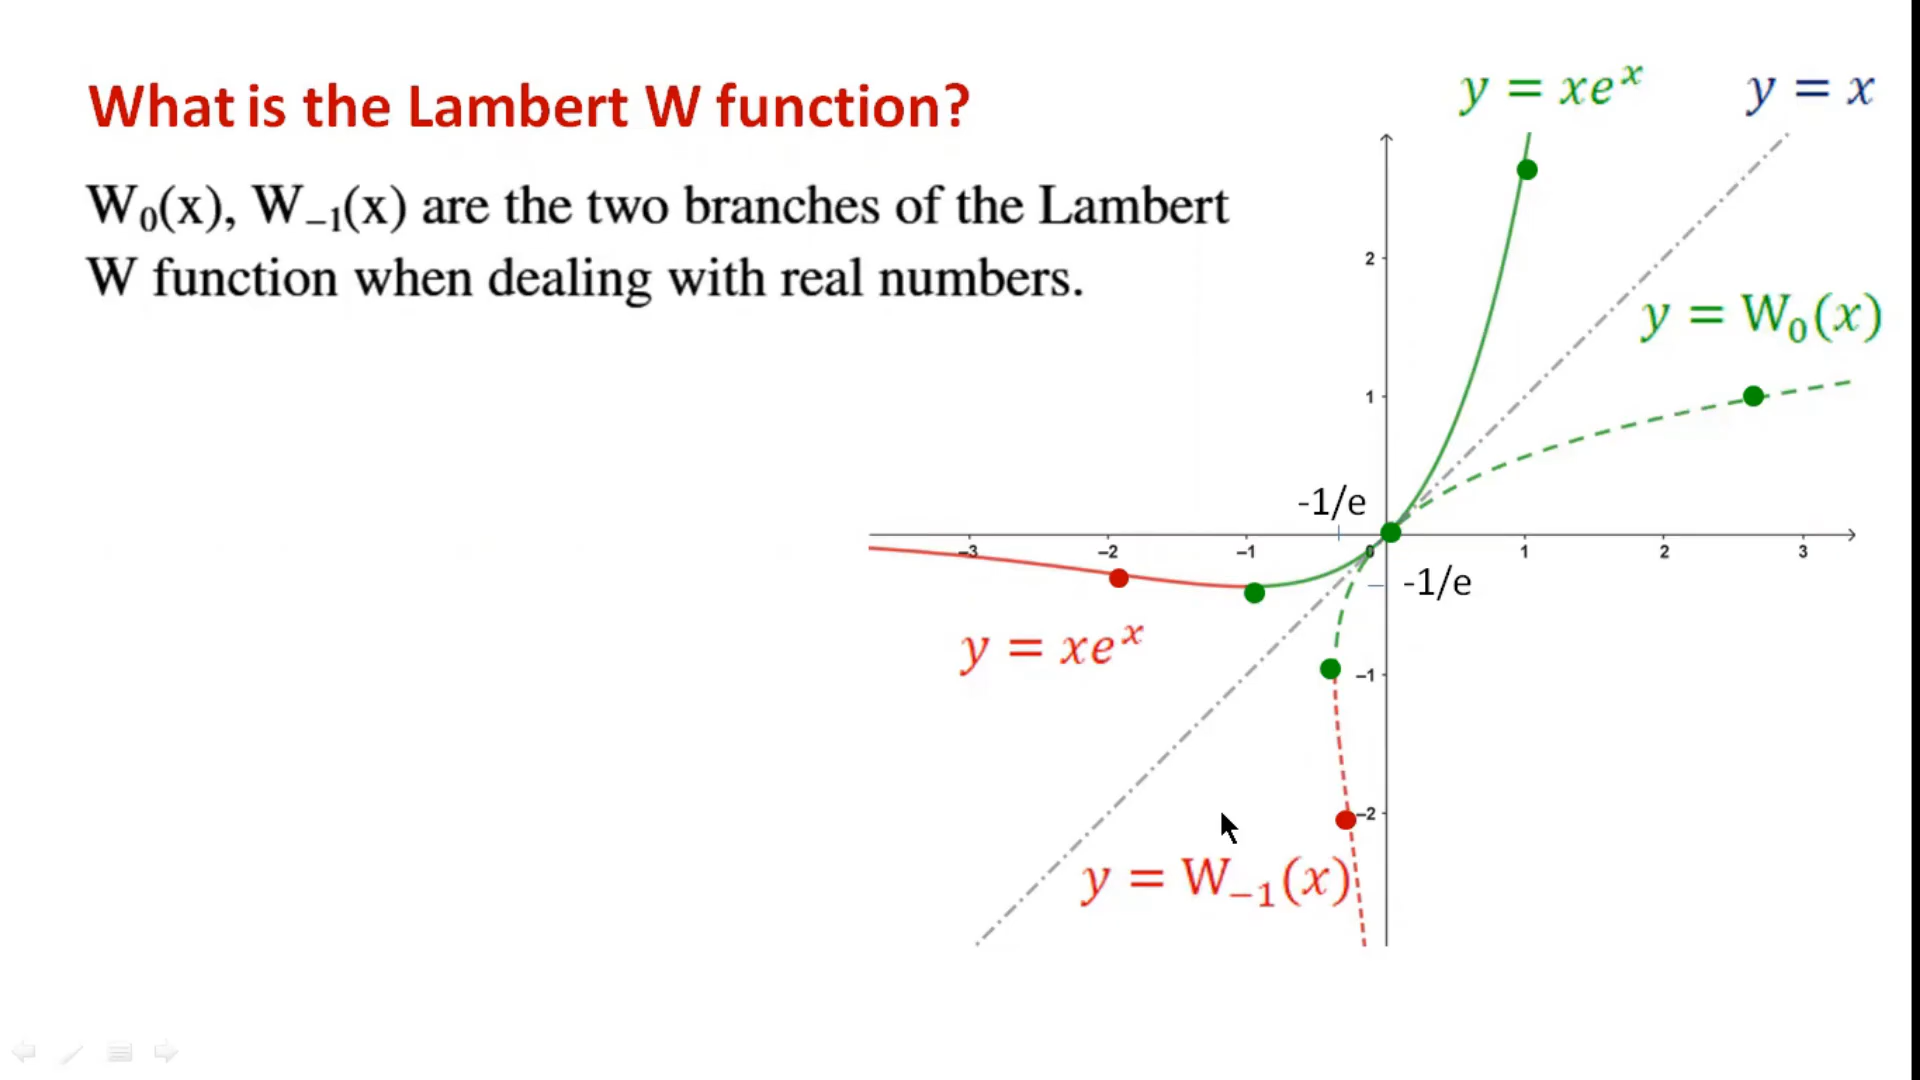 What is the Lambert W function?
W₀(x), W₋₁(x) are the two branches of the Lambert
W function when dealing with real numbers.
y = xeˣ
y = x
y = W₀(x)
2
1
-1/e
−3
−2
−1
0
1
2
3
-1/e
y = xeˣ
−1
−2
y = W₋₁(x)